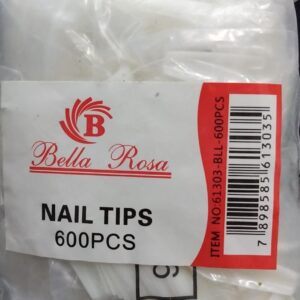 B
Bella Rosa
NAIL TIPS
600PCS
ITEM NO:61303-BLL-600PCS
7 898585 613035